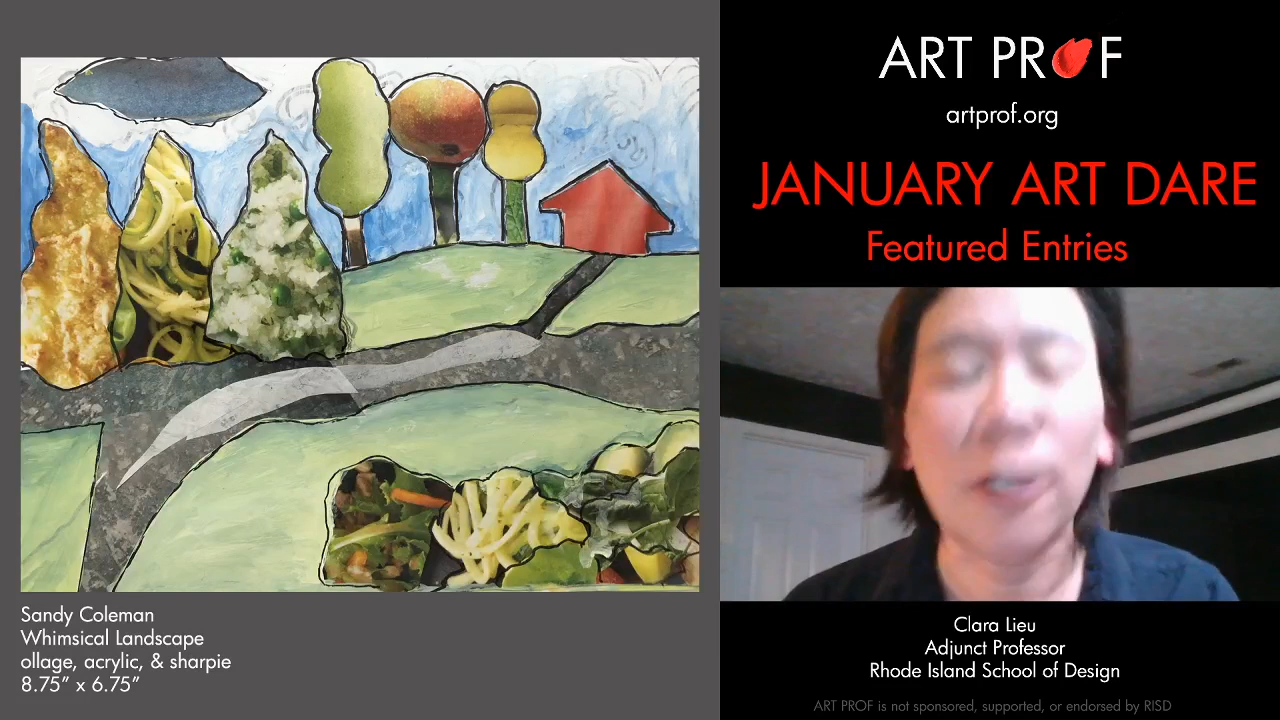 Sandy Coleman
Whimsical Landscape
ollage, acrylic, & sharpie
8.75” x 6.75”
ART PROF
artprof.org
JANUARY ART DARE
Featured Entries
Clara Lieu
Adjunct Professor
Rhode Island School of Design
ART PROF is not sponsored, supported, or endorsed by RISD